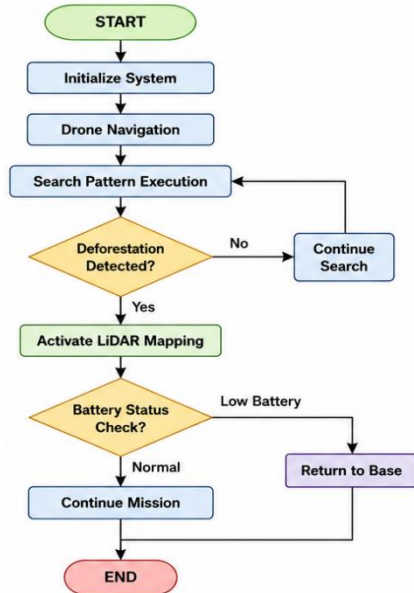 START
Initialize System
Drone Navigation
Search Pattern Execution
Deforestation
Detected?
No
Continue
Search
Yes
Activate LiDAR Mapping
Battery Status
Check?
Low Battery
Normal
Return to Base
Continue Mission
END